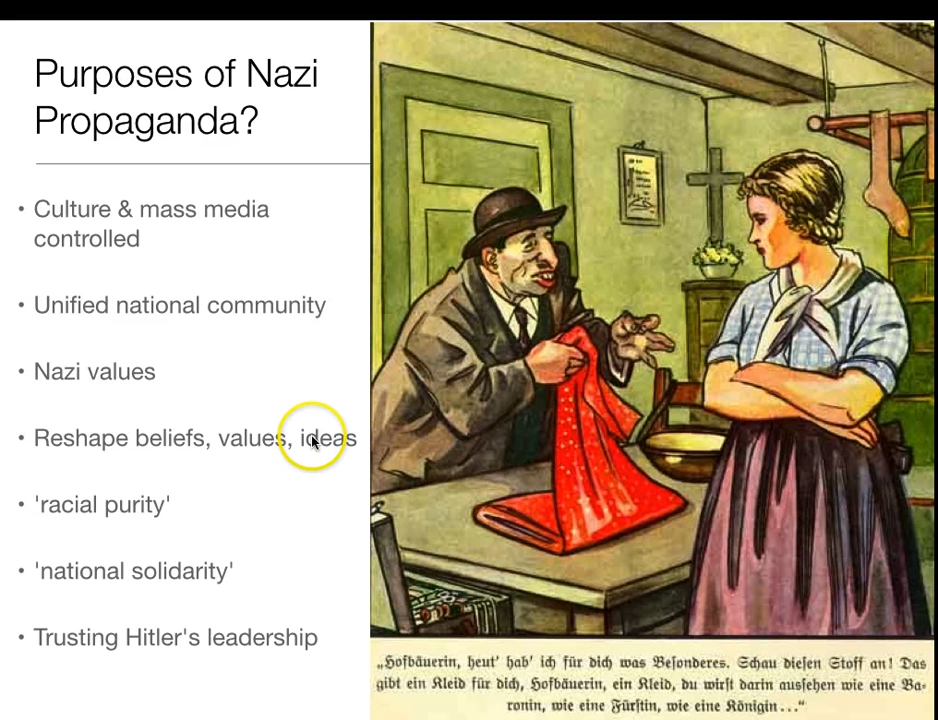 Purposes of Nazi
Propaganda?
• Culture & mass media
controlled
• Unified national community
• Nazi values
• Reshape beliefs, values, ideas
• 'racial purity'
• 'national solidarity'
• Trusting Hitler's leadership
„Hofbäuerin, heut' hab' ich für dich was Besonderes. Schau diesen Stoff an! Das
gibt ein Kleid für dich, Hofbäuerin, ein Kleid, du wirst darin aussehen wie eine Ba-
ronin, wie eine Fürstin, wie eine Königin..."